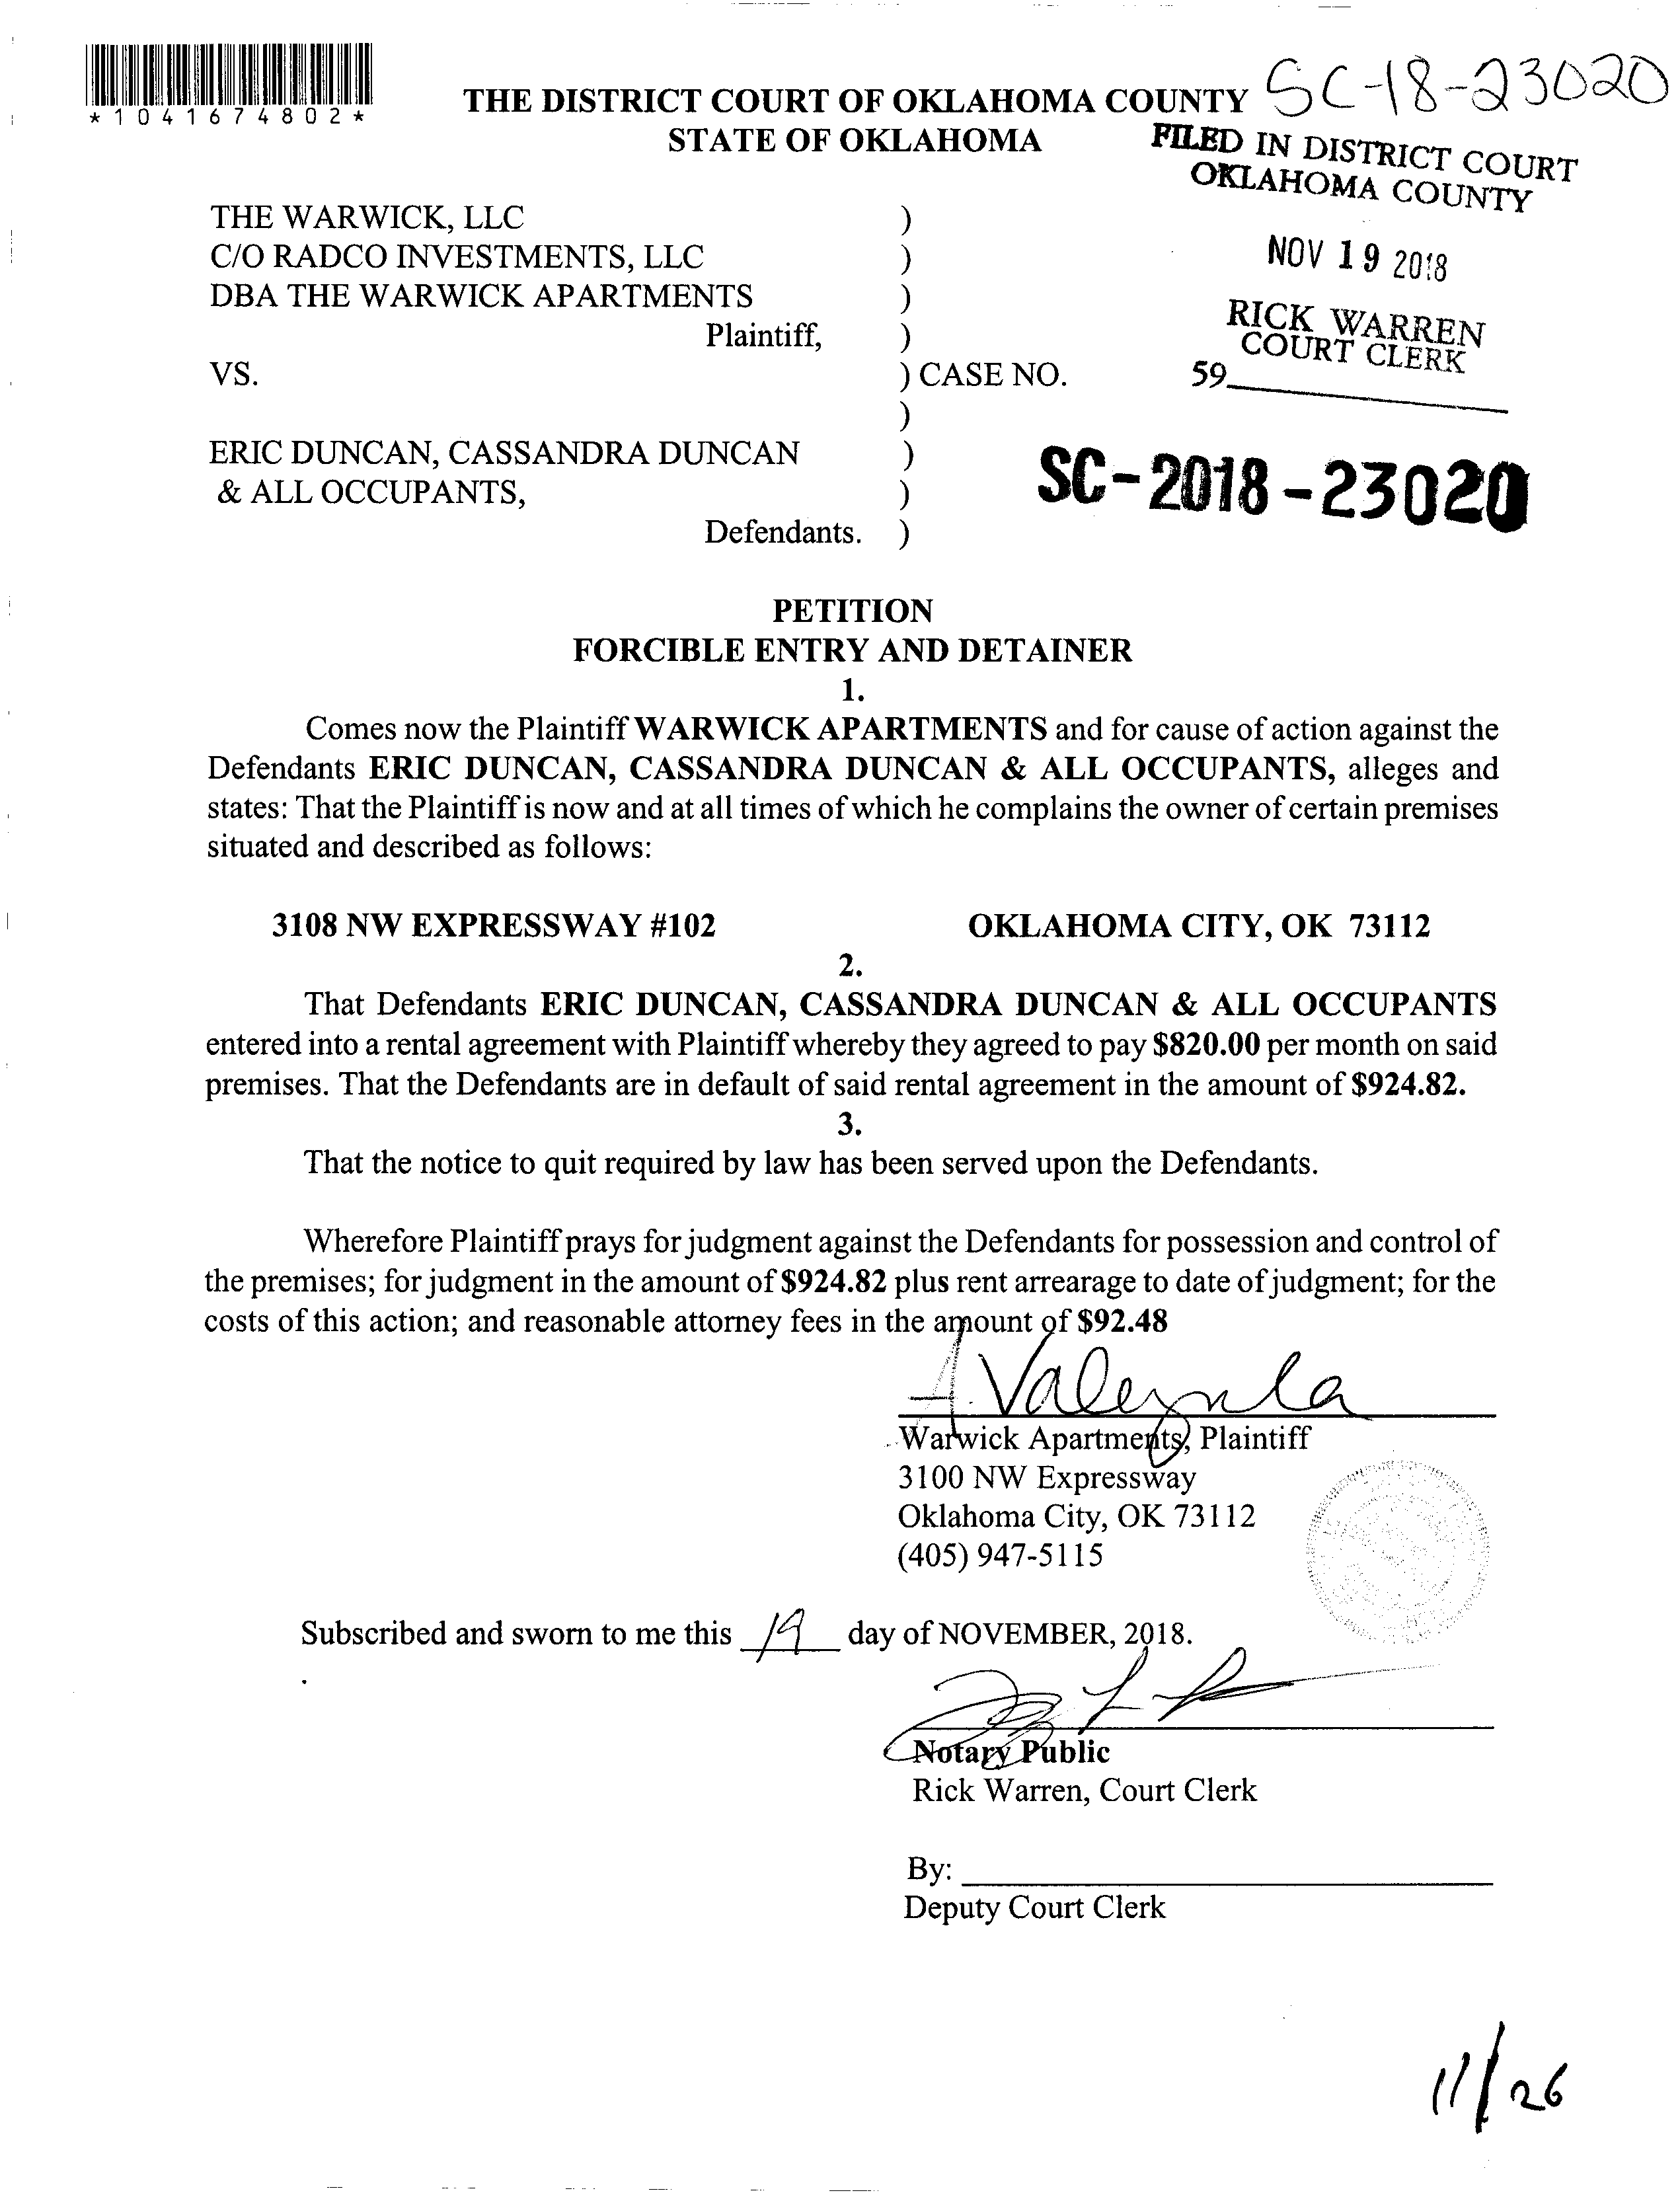 *1041674802*
SC-18-23020
THE DISTRICT COURT OF OKLAHOMA COUNTY
STATE OF OKLAHOMA
FILED IN DISTRICT COURT
OKLAHOMA COUNTY
NOV 19 2018
RICK WARREN
COURT CLERK
59
THE WARWICK, LLC )
C/O RADCO INVESTMENTS, LLC )
DBA THE WARWICK APARTMENTS )
Plaintiff, )
VS. ) CASE NO.
)
ERIC DUNCAN, CASSANDRA DUNCAN )
& ALL OCCUPANTS, )
Defendants. )
SC-2018-23020
PETITION
FORCIBLE ENTRY AND DETAINER
1.
Comes now the Plaintiff WARWICK APARTMENTS and for cause of action against the
Defendants ERIC DUNCAN, CASSANDRA DUNCAN & ALL OCCUPANTS, alleges and
states: That the Plaintiff is now and at all times of which he complains the owner of certain premises
situated and described as follows:
3108 NW EXPRESSWAY #102 OKLAHOMA CITY, OK 73112
2.
That Defendants ERIC DUNCAN, CASSANDRA DUNCAN & ALL OCCUPANTS
entered into a rental agreement with Plaintiff whereby they agreed to pay $820.00 per month on said
premises. That the Defendants are in default of said rental agreement in the amount of $924.82.
3.
That the notice to quit required by law has been served upon the Defendants.
Wherefore Plaintiff prays for judgment against the Defendants for possession and control of
the premises; for judgment in the amount of $924.82 plus rent arrearage to date of judgment; for the
costs of this action; and reasonable attorney fees in the amount of $92.48
Warwick Apartments, Plaintiff
3100 NW Expressway
Oklahoma City, OK 73112
(405) 947-5115
Subscribed and sworn to me this 19 day of NOVEMBER, 2018.
Notary Public
Rick Warren, Court Clerk
By:
Deputy Court Clerk
11/26